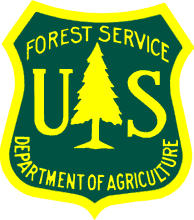 FOREST SERVICE
U S
DEPARTMENT OF AGRICULTURE